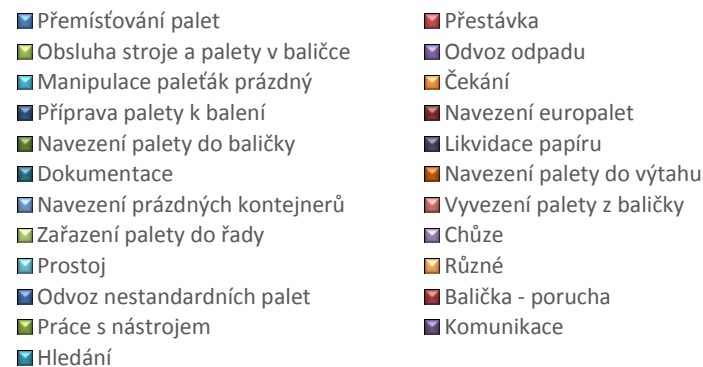 Přemísťování palet
Přestávka
Obsluha stroje a palety v baličce
Odvoz odpadu
Manipulace paleťák prázdný
Čekání
Příprava palety k balení
Navezení europalet
Navezení palety do baličky
Likvidace papíru
Dokumentace
Navezení palety do výtahu
Navezení prázdných kontejnerů
Vyvezení palety z baličky
Zařazení palety do řady
Chůze
Prostoj
Různé
Odvoz nestandardních palet
Balička - porucha
Práce s nástrojem
Komunikace
Hledání